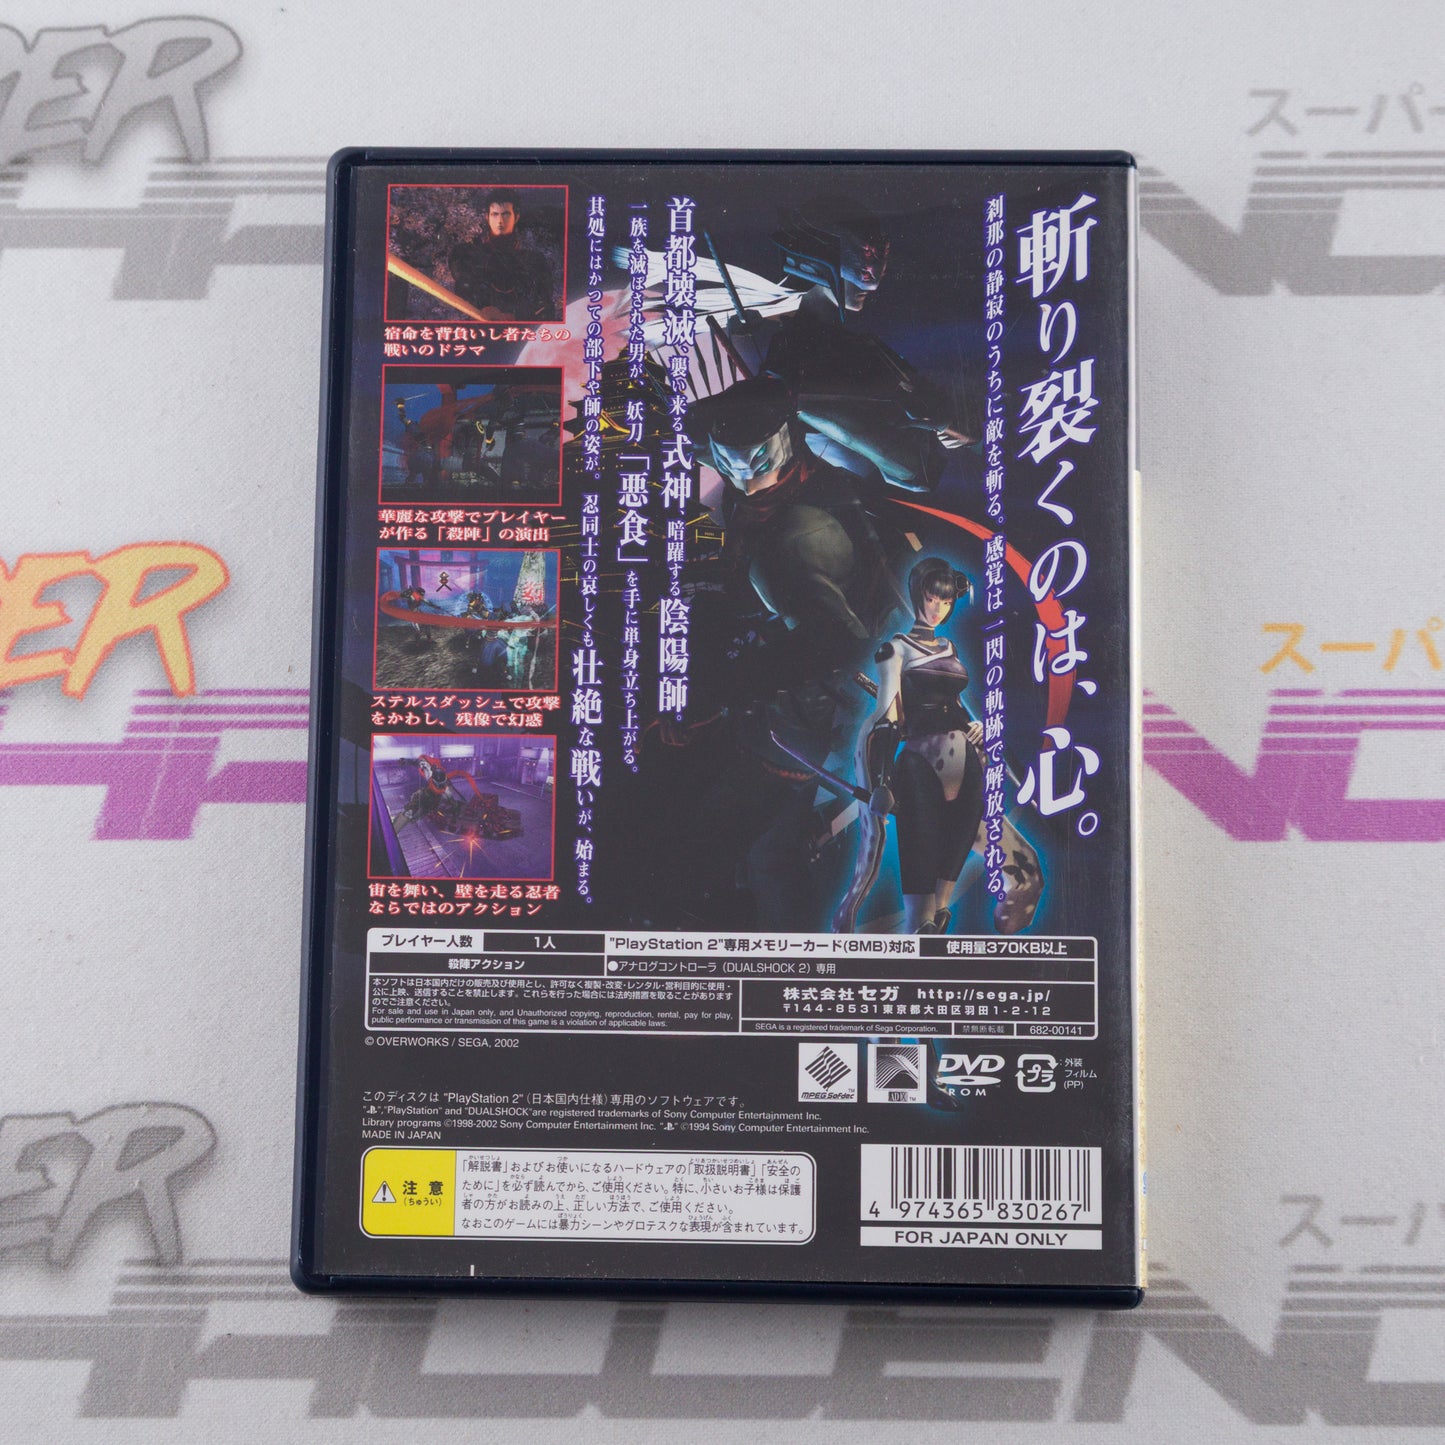 斬り裂くのは、心。
刹那の静寂のうちに敵を斬る。感覚は一閃の軌跡で解放される。
首都壊滅、襲い来る式神、暗躍する陰陽師。
一族を滅ぼされた男が、妖刀「悪食」を手に単身立ち上がる。
其処にはかつての部下や師の姿が。忍同士の哀しくも壮絶な戦いが、始まる。
宿命を背負いし者たちの
戦いのドラマ
華麗な攻撃でプレイヤー
が作る「殺陣」の演出
ステルスダッシュで攻撃
をかわし、残像で幻惑
宙を舞い、壁を走る忍者
ならではのアクション
プレイヤー人数 1人 "PlayStation 2"専用メモリーカード(8MB)対応 使用量370KB以上
殺陣アクション ●アナログコントローラ(DUALSHOCK 2)専用
本ソフトは日本国内だけの販売及び使用とし、許可なく複製・改変・レンタル・営利目的に使用・
公に上映、送信することを禁止します。これらを行った場合には法的措置を取ることがあります
のでご注意ください。
For sale and use in Japan only, and Unauthorized copying, reproduction, rental, pay for play,
public performance or transmission of this game is a violation of applicable laws.
株式会社セガ http://sega.jp/
〒144-8531東京都大田区羽田1-2-12
SEGA is a registered trademark of Sega Corporation. 禁無断転載 682-00141
© OVERWORKS / SEGA, 2002
MPEG Sofdec TM
ADX TM
DVD ROM
プラ :外装
フィルム
(PP)
このディスクは "PlayStation 2" (日本国内仕様)専用のソフトウェアです。
" ","PlayStation" and "DUALSHOCK"are registered trademarks of Sony Computer Entertainment Inc.
Library programs ©1998-2002 Sony Computer Entertainment Inc. " " ©1994 Sony Computer Entertainment Inc.
MADE IN JAPAN
注意
(ちゅうい)
「解説書」およびお使いになるハードウェアの「取扱説明書」「安全の
ために」を必ず読んでから、ご使用ください。特に、小さいお子様は保護
者の方がお読みの上、正しい方法で、ご使用ください。
なおこのゲームには暴力シーンやグロテスクな表現が含まれています。
4 974365 830267
FOR JAPAN ONLY
スーパー
スーパー
スーパー